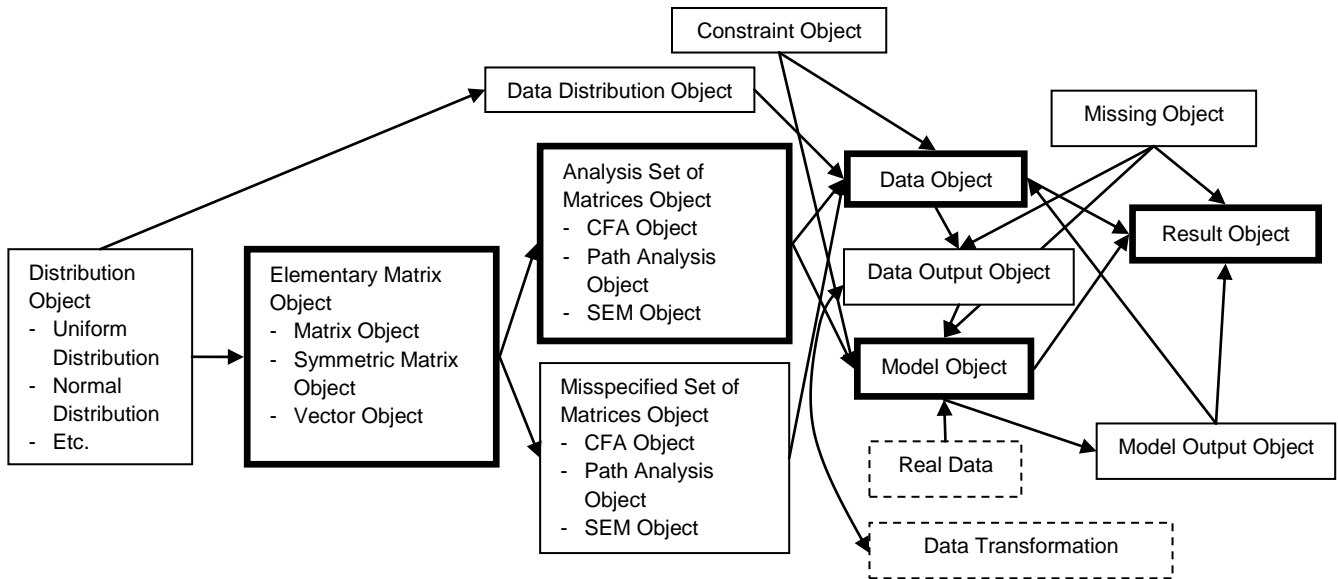 Constraint Object
Data Distribution Object
Missing Object
Analysis Set of
Matrices Object
- CFA Object
- Path Analysis
Object
- SEM Object
Data Object
Result Object
Distribution
Object
- Uniform
Distribution
- Normal
Distribution
- Etc.
Elementary Matrix
Object
- Matrix Object
- Symmetric Matrix
Object
- Vector Object
Data Output Object
Model Object
Misspecified Set of
Matrices Object
- CFA Object
- Path Analysis
Object
- SEM Object
Real Data
Model Output Object
Data Transformation